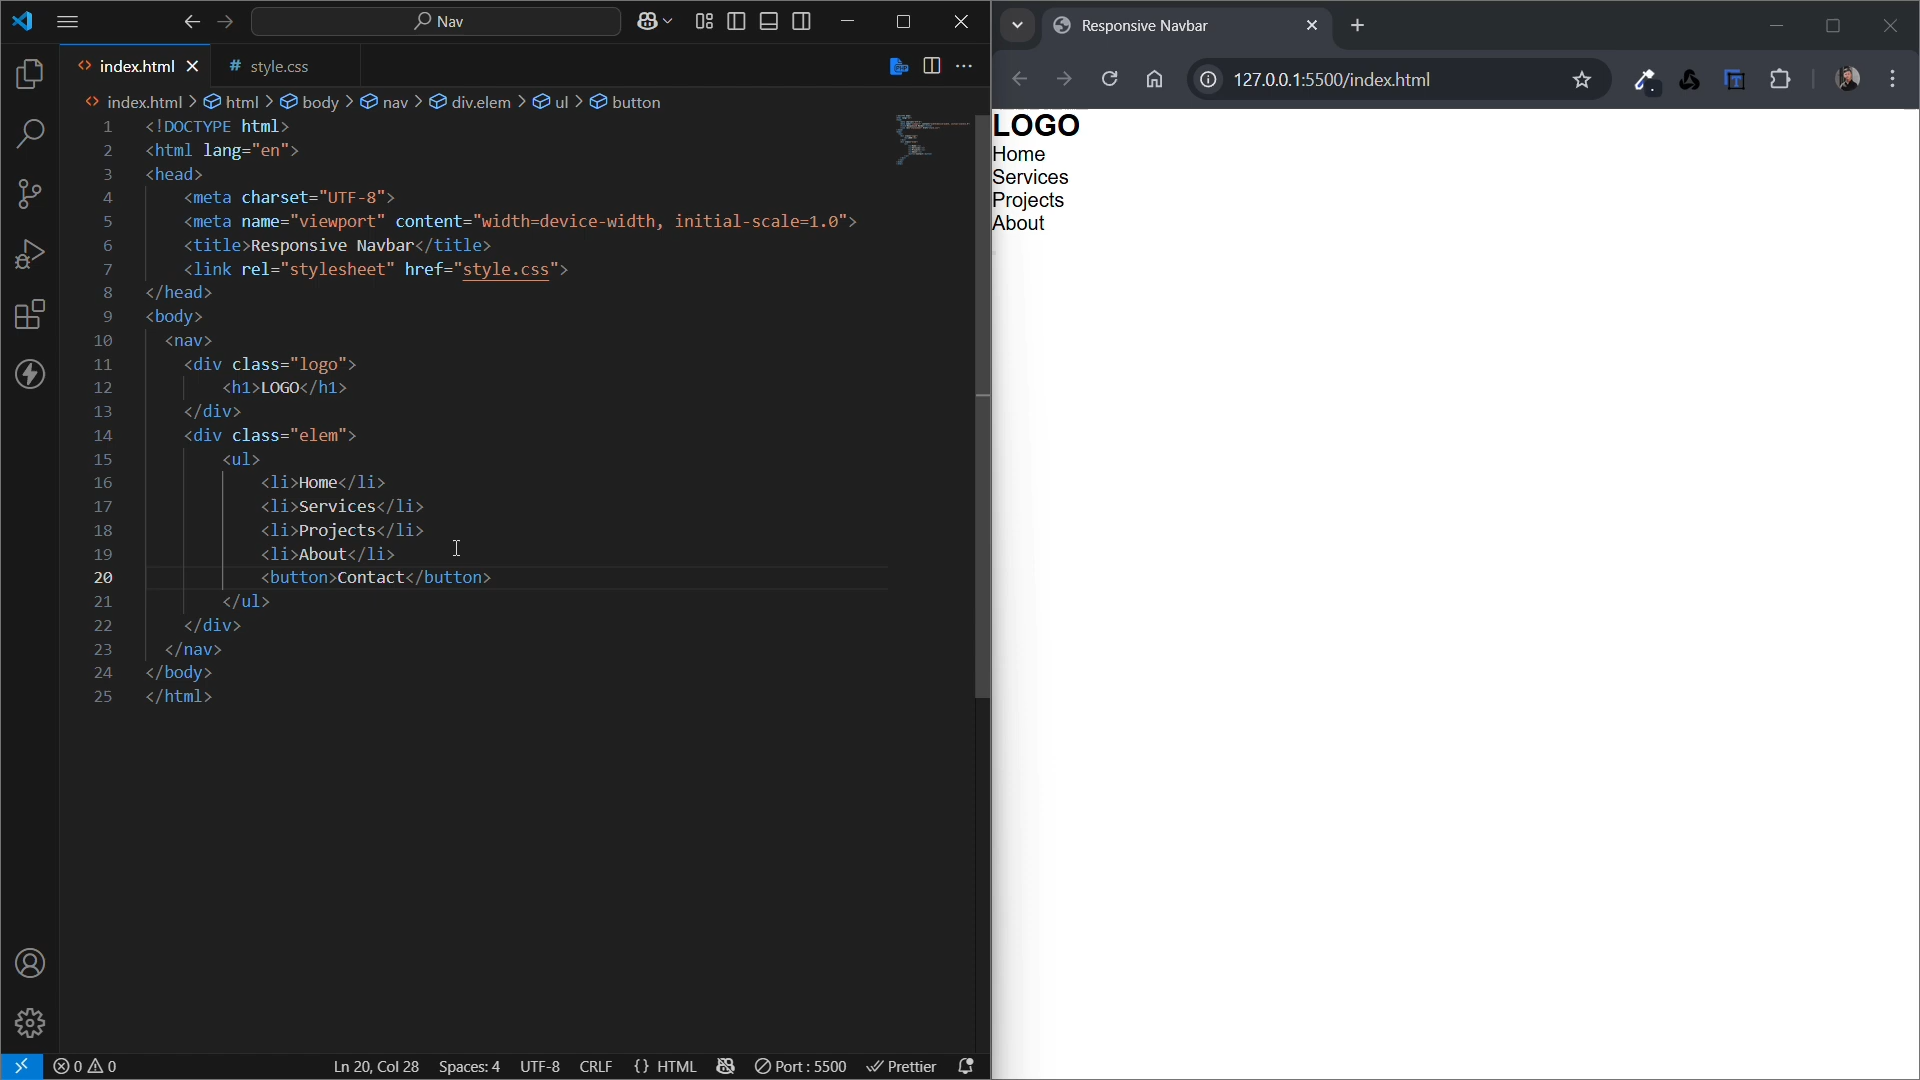 Nav
index.html
# style.css
index.html > html > body > nav > div.elem > ul > button
1 <!DOCTYPE html>
2 <html lang="en">
3 <head>
4 <meta charset="UTF-8">
5 <meta name="viewport" content="width=device-width, initial-scale=1.0">
6 <title>Responsive Navbar</title>
7 <link rel="stylesheet" href="style.css">
8 </head>
9 <body>
10 <nav>
11 <div class="logo">
12 <h1>LOGO</h1>
13 </div>
14 <div class="elem">
15 <ul>
16 <li>Home</li>
17 <li>Services</li>
18 <li>Projects</li>
19 <li>About</li>
20 <button>Contact</button>
21 </ul>
22 </div>
23 </nav>
24 </body>
25 </html>
0 0 Ln 20, Col 28 Spaces: 4 UTF-8 CRLF {} HTML Port : 5500 Prettier
Responsive Navbar
127.0.0.1:5500/index.html
LOGO
Home
Services
Projects
About